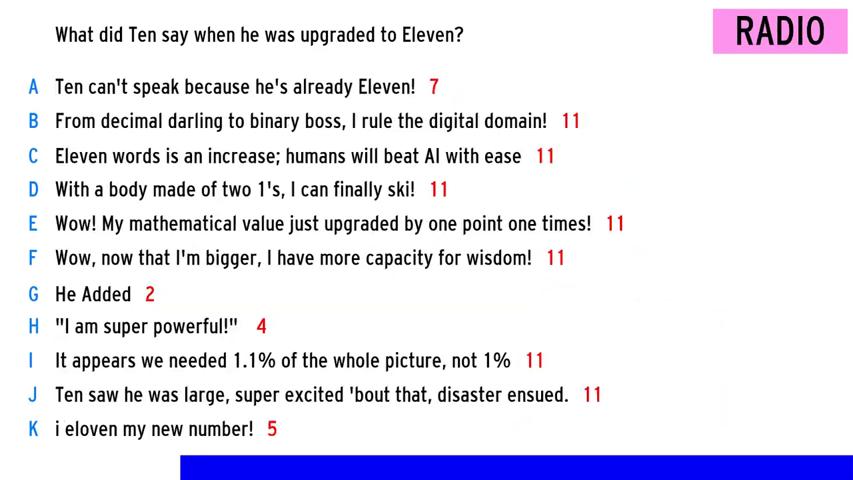 What did Ten say when he was upgraded to Eleven?
RADIO
A Ten can't speak because he's already Eleven! 7
B From decimal darling to binary boss, I rule the digital domain! 11
C Eleven words is an increase; humans will beat AI with ease 11
D With a body made of two 1's, I can finally ski! 11
E Wow! My mathematical value just upgraded by one point one times! 11
F Wow, now that I'm bigger, I have more capacity for wisdom! 11
G He Added 2
H "I am super powerful!" 4
I It appears we needed 1.1% of the whole picture, not 1% 11
J Ten saw he was large, super excited 'bout that, disaster ensued. 11
K i eloven my new number! 5